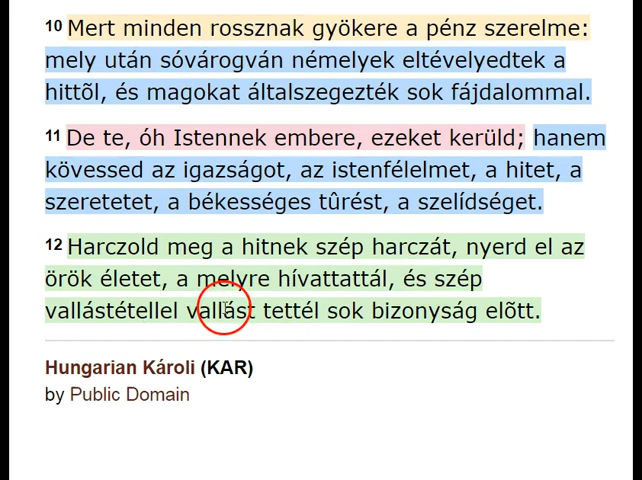 10 Mert minden rossznak gyökere a pénz szerelme:
mely után sóvárogván némelyek eltévelyedtek a
hittõl, és magokat általszegezték sok fájdalommal.
11 De te, óh Istennek embere, ezeket kerüld; hanem
kövessed az igazságot, az istenfélelmet, a hitet, a
szeretetet, a békességes tûrést, a szelídséget.
12 Harczold meg a hitnek szép harczát, nyerd el az
örök életet, a melyre hívattattál, és szép
vallástétellel vallást tettél sok bizonyság elõtt.
Hungarian Károli (KAR)
by Public Domain